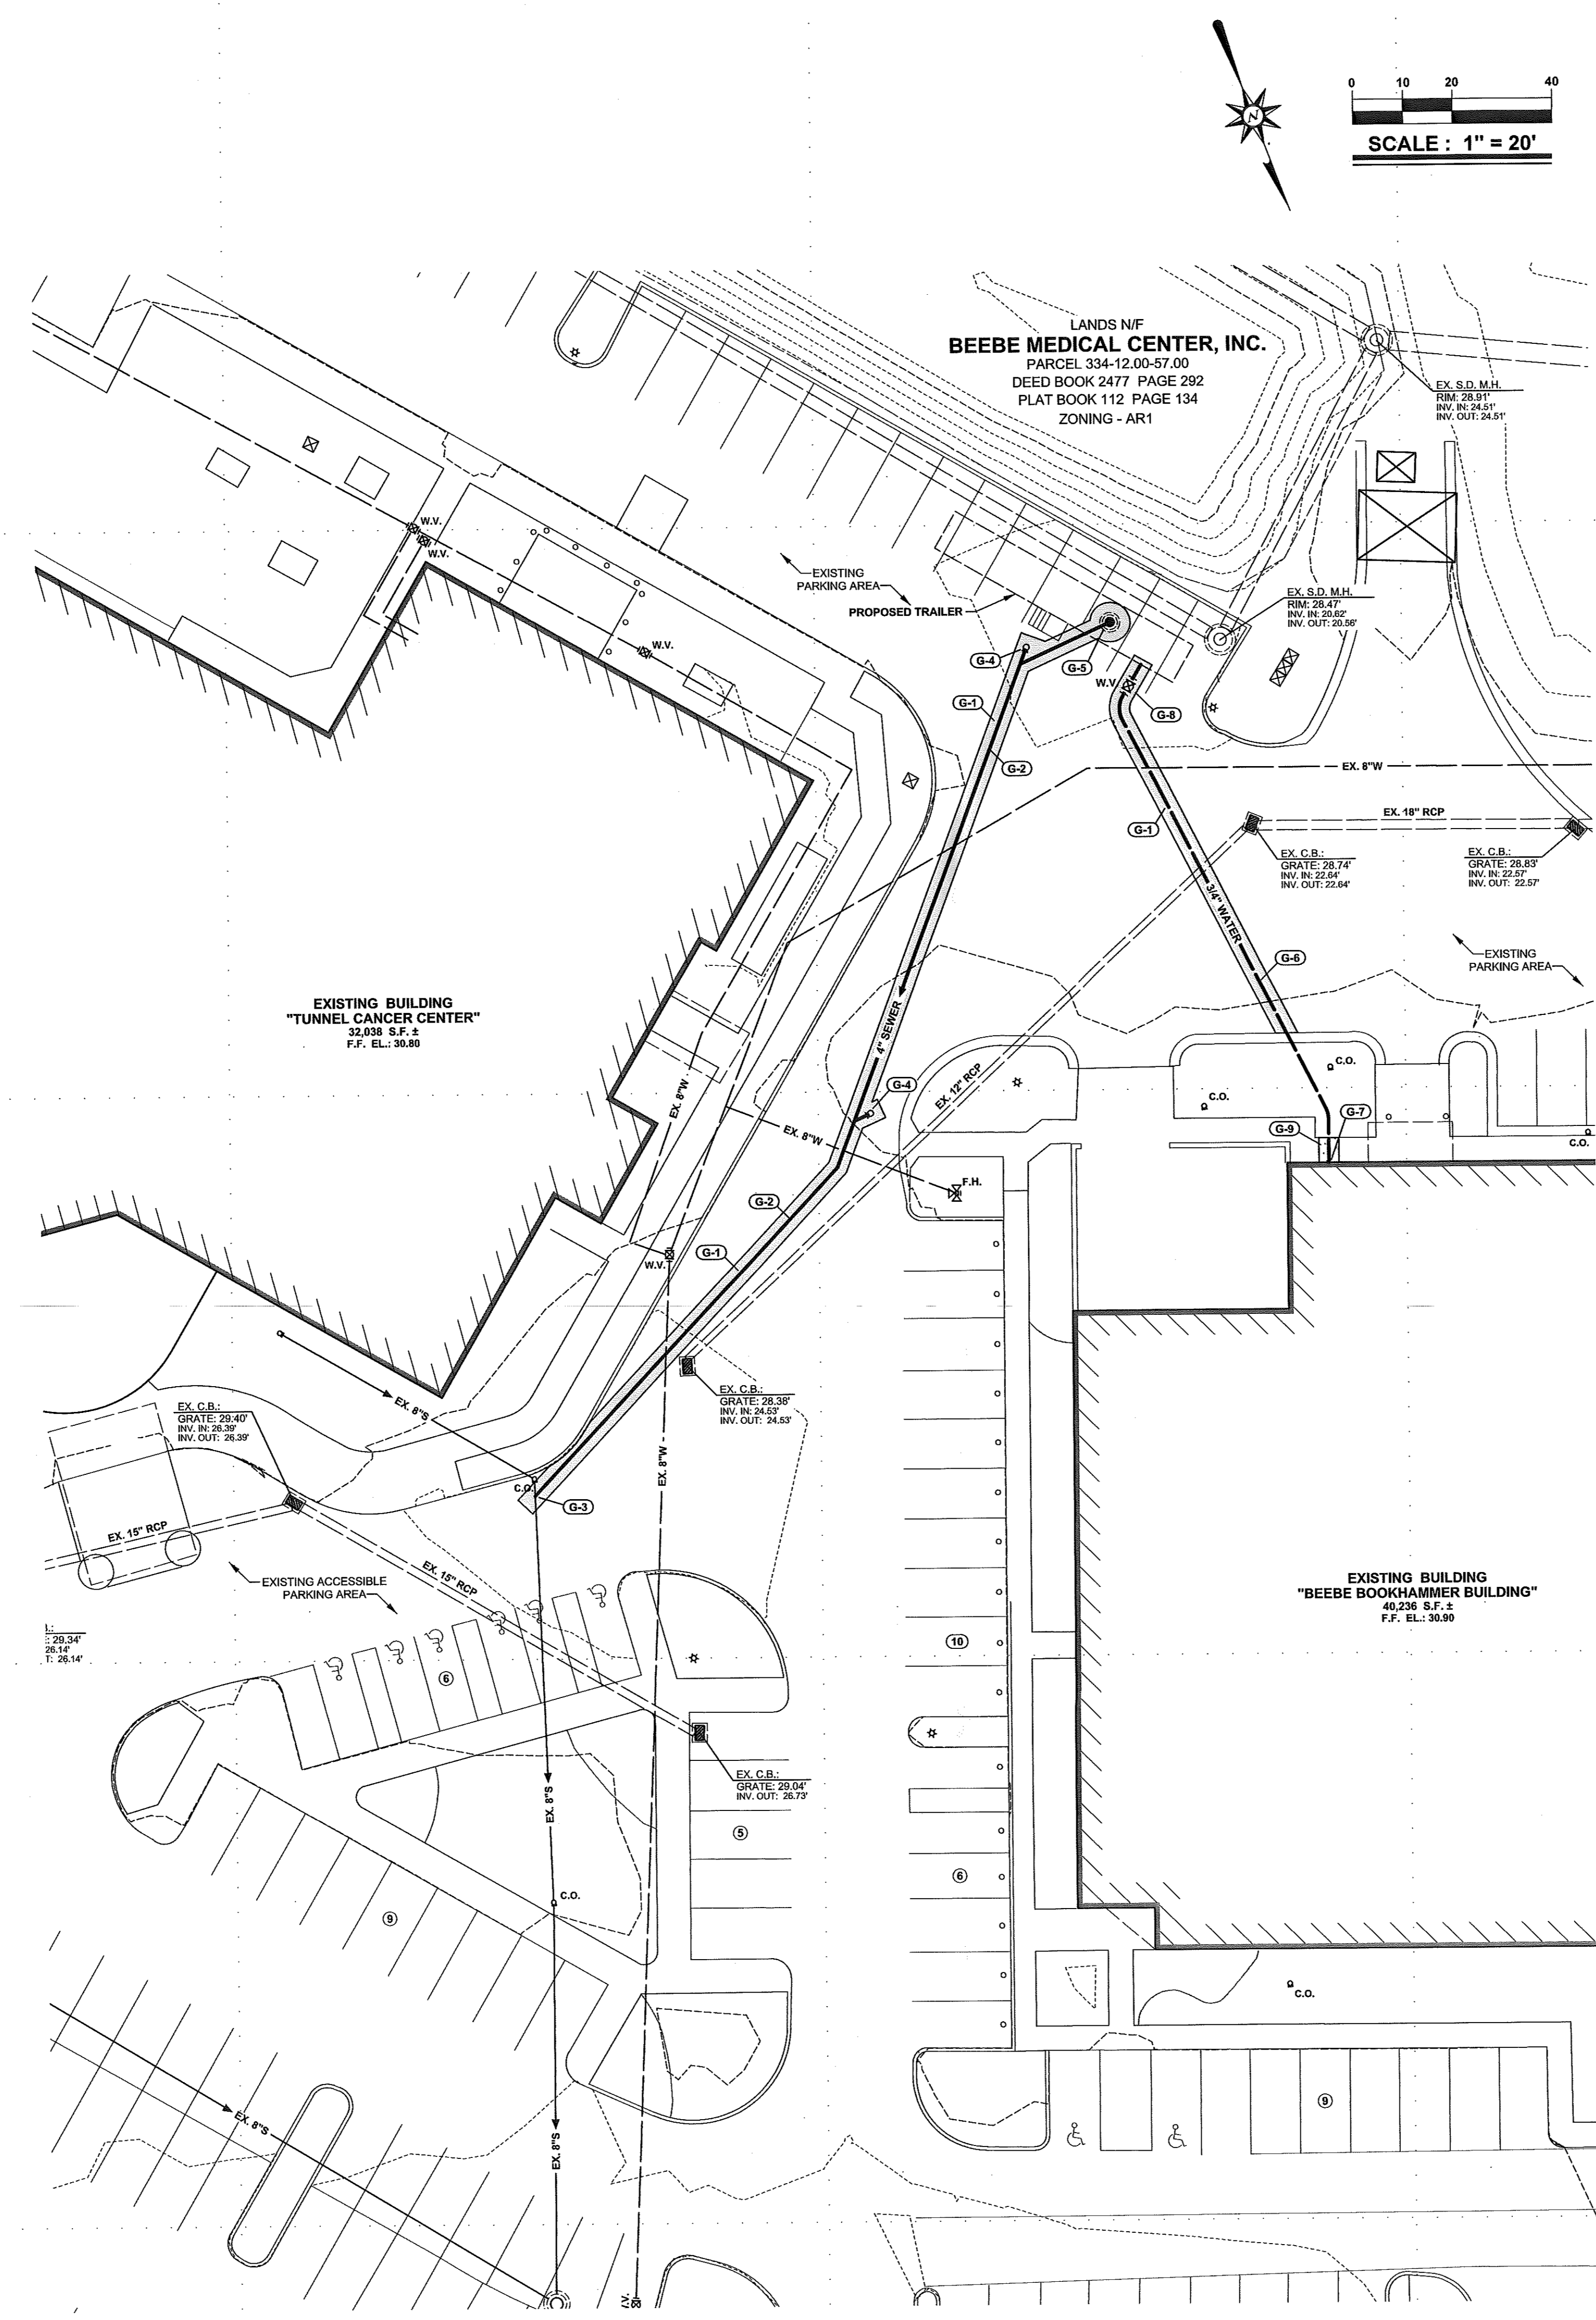 N
0 10 20 40
SCALE : 1" = 20'
LANDS N/F
BEEBE MEDICAL CENTER, INC.
PARCEL 334-12.00-57.00
DEED BOOK 2477 PAGE 292
PLAT BOOK 112 PAGE 134
ZONING - AR1
EX. S.D. M.H.
RIM: 28.91'
INV. IN: 24.51'
INV. OUT: 24.51'
W.V.
W.V.
W.V.
EXISTING
PARKING AREA
PROPOSED TRAILER
EX. S.D. M.H.
RIM: 28.47'
INV. IN: 20.62'
INV. OUT: 20.56'
G-4
G-5
W.V.
G-1
G-8
G-2
EX. 8"W
G-1
EX. 18" RCP
EX. C.B.:
GRATE: 28.74'
INV. IN: 22.64'
INV. OUT: 22.64'
EX. C.B.:
GRATE: 28.83'
INV. IN: 22.57'
INV. OUT: 22.57'
3/4" WATER
G-6
EXISTING
PARKING AREA
EXISTING BUILDING
"TUNNEL CANCER CENTER"
32,038 S.F. ±
F.F. EL.: 30.80
4" SEWER
EX. 12" RCP
C.O.
C.O.
G-4
EX. 8"W
EX. 8"W
G-7
G-9
C.O.
F.H.
G-2
G-1
W.V.
EX. 8"S
EX. C.B.:
GRATE: 29.40'
INV. IN: 26.39'
INV. OUT: 26.39'
EX. C.B.:
GRATE: 28.38'
INV. IN: 24.53'
INV. OUT: 24.53'
EX. 8"W
C.O.
G-3
EX. 15" RCP
EX. 15" RCP
EXISTING ACCESSIBLE
PARKING AREA
EXISTING BUILDING
"BEEBE BOOKHAMMER BUILDING"
40,236 S.F. ±
F.F. EL.: 30.90
.:
: 29.34'
26.14'
T: 26.14'
10
6
EX. C.B.:
GRATE: 29.04'
INV. OUT: 26.73'
EX. 8"S
5
6
C.O.
9
C.O.
EX. 8"S
EX. 8"S
9